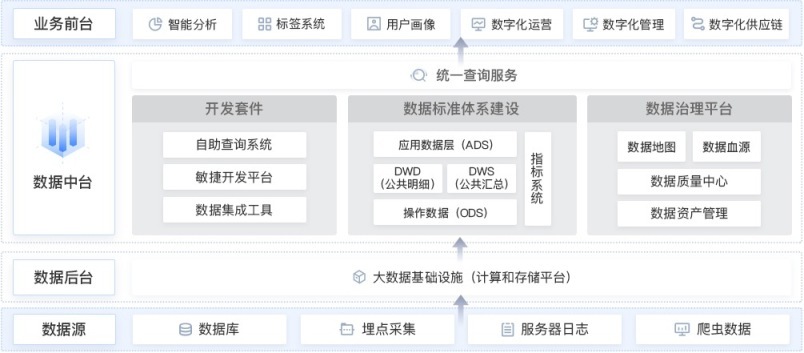 业务前台
智能分析
标签系统
用户画像
数字化运营
数字化管理
数字化供应链
数据中台
统一查询服务
开发套件
自助查询系统
敏捷开发平台
数据集成工具
数据标准体系建设
应用数据层（ADS）
DWD
（公共明细）
DWS
（公共汇总）
操作数据（ODS）
指标系统
数据治理平台
数据地图
数据血源
数据质量中心
数据资产管理
数据后台
大数据基础设施（计算和存储平台）
数据源
数据库
埋点采集
服务器日志
爬虫数据